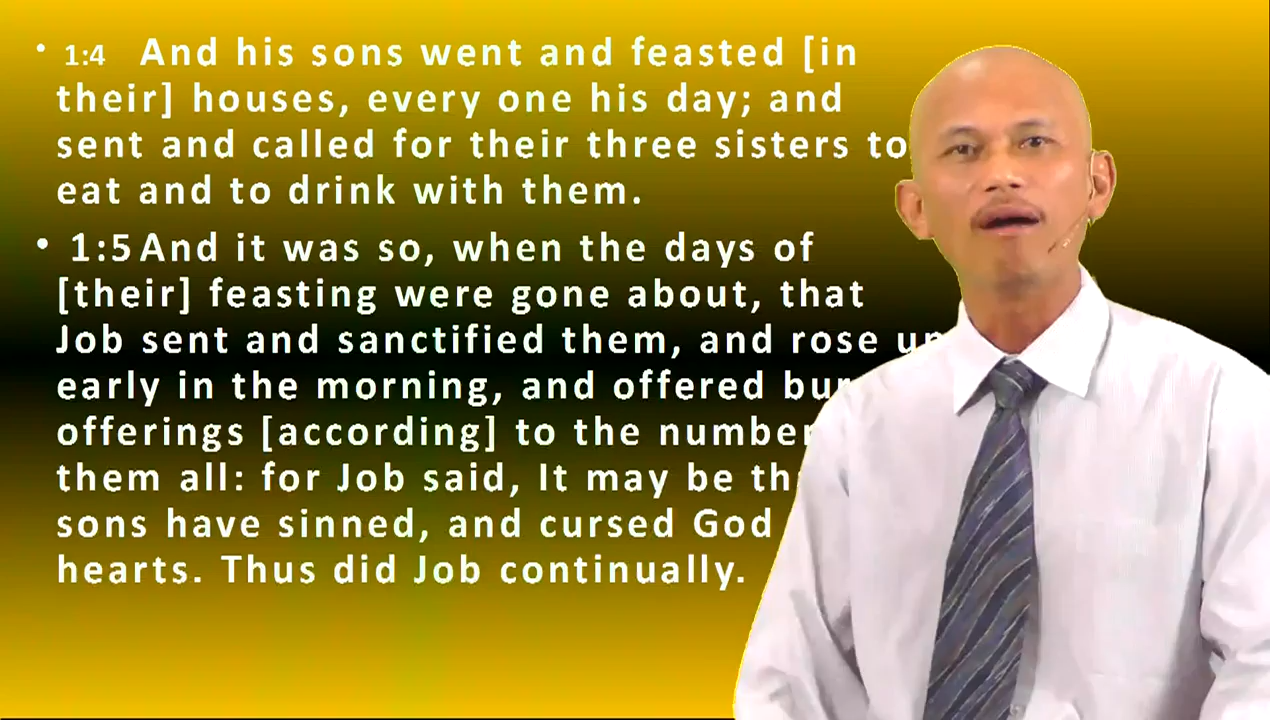 • 1:4 And his sons went and feasted [in
their] houses, every one his day; and
sent and called for their three sisters to
eat and to drink with them.
• 1:5 And it was so, when the days of
[their] feasting were gone about, that
Job sent and sanctified them, and rose up
early in the morning, and offered
offerings [according] to the number
them all: for Job said, It may be
sons have sinned, and cursed God
hearts. Thus did Job continually.